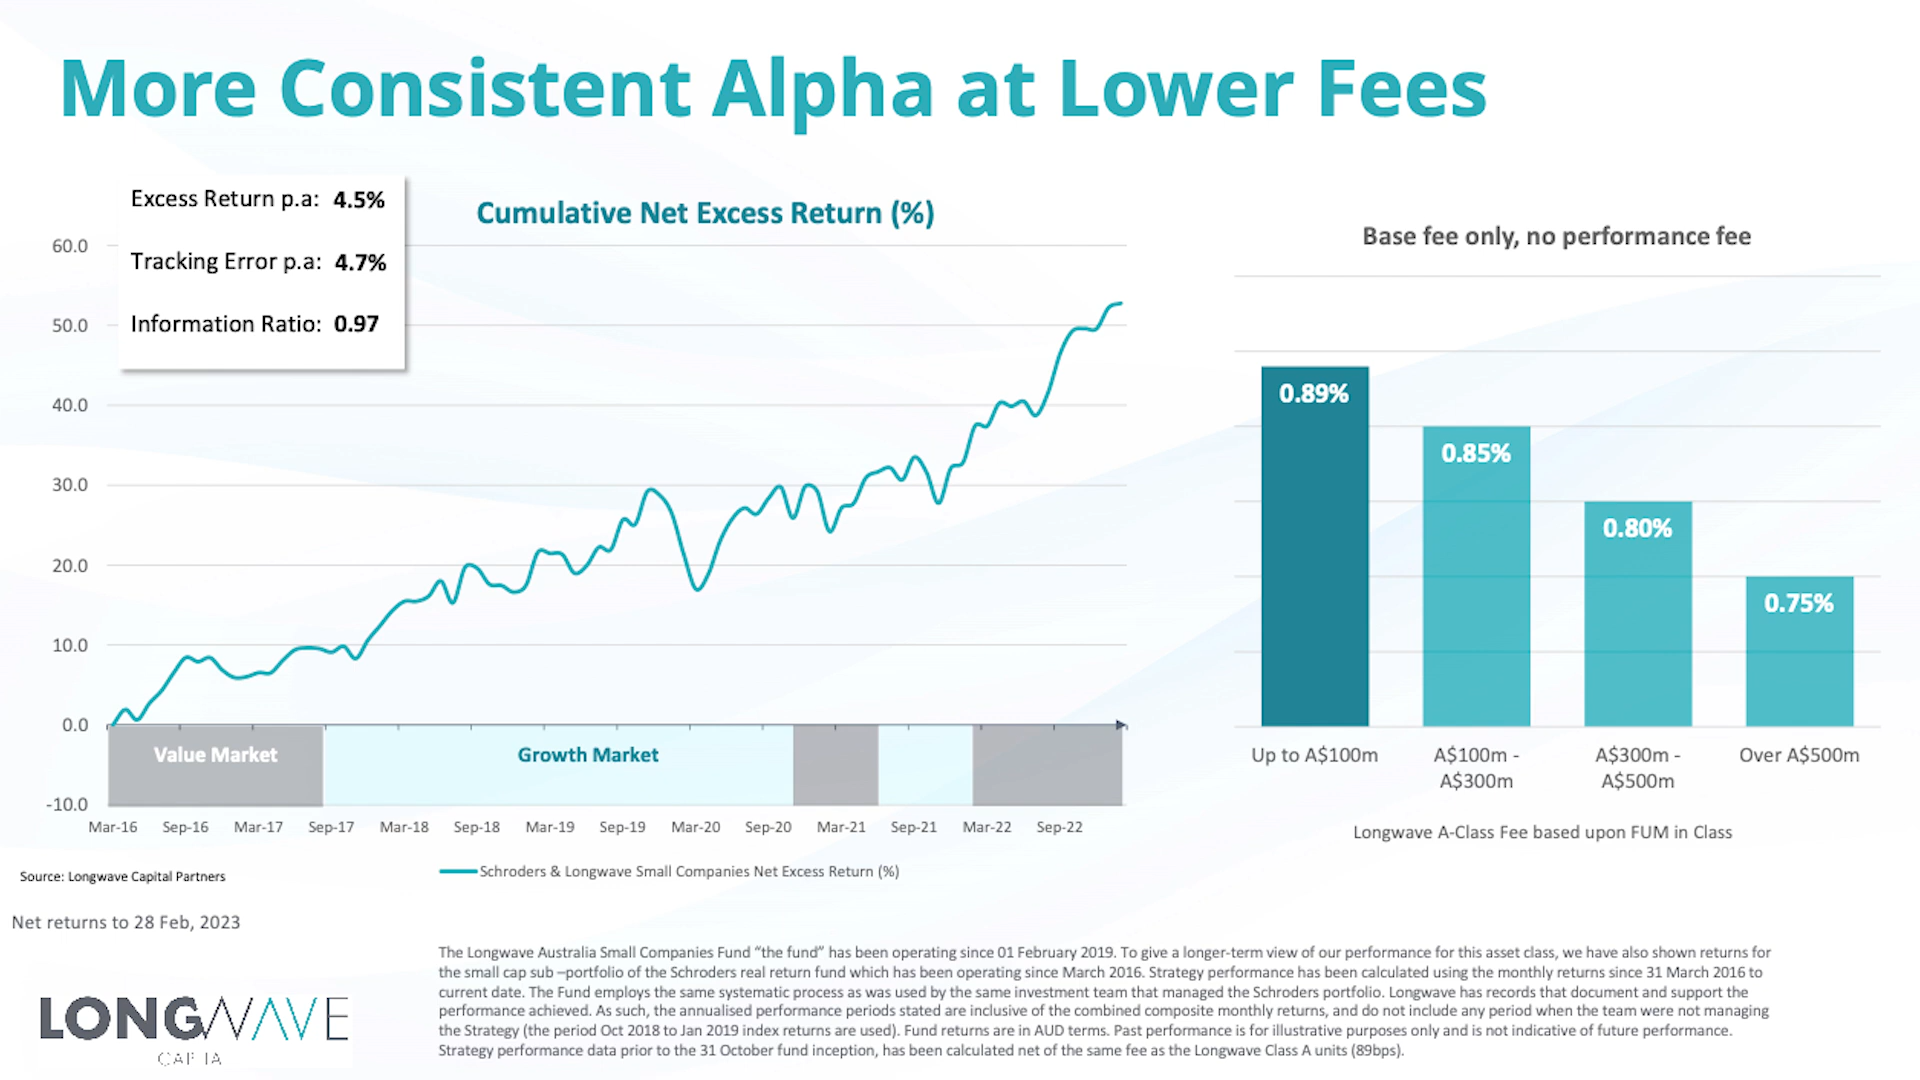 More Consistent Alpha at Lower Fees
Excess Return p.a: 4.5%
Tracking Error p.a: 4.7%
Information Ratio: 0.97
Cumulative Net Excess Return (%)
60.0
50.0
40.0
30.0
20.0
10.0
0.0
-10.0
Value Market
Growth Market
Mar-16 Sep-16 Mar-17 Sep-17 Mar-18 Sep-18 Mar-19 Sep-19 Mar-20 Sep-20 Mar-21 Sep-21 Mar-22 Sep-22
Schroders & Longwave Small Companies Net Excess Return (%)
Base fee only, no performance fee
0.89%
0.85%
0.80%
0.75%
Up to A$100m
A$100m -
A$300m
A$300m -
A$500m
Over A$500m
Longwave A-Class Fee based upon FUM in Class
Source: Longwave Capital Partners
Net returns to 28 Feb, 2023
The Longwave Australia Small Companies Fund “the fund” has been operating since 01 February 2019. To give a longer-term view of our performance for this asset class, we have also shown returns for
the small cap sub –portfolio of the Schroders real return fund which has been operating since March 2016. Strategy performance has been calculated using the monthly returns since 31 March 2016 to
current date. The Fund employs the same systematic process as was used by the same investment team that managed the Schroders portfolio. Longwave has records that document and support the
performance achieved. As such, the annualised performance periods stated are inclusive of the combined composite monthly returns, and do not include any period when the team were not managing
the Strategy (the period Oct 2018 to Jan 2019 index returns are used). Fund returns are in AUD terms. Past performance is for illustrative purposes only and is not indicative of future performance.
Strategy performance data prior to the 31 October fund inception, has been calculated net of the same fee as the Longwave Class A units (89bps).
LONGWAVE